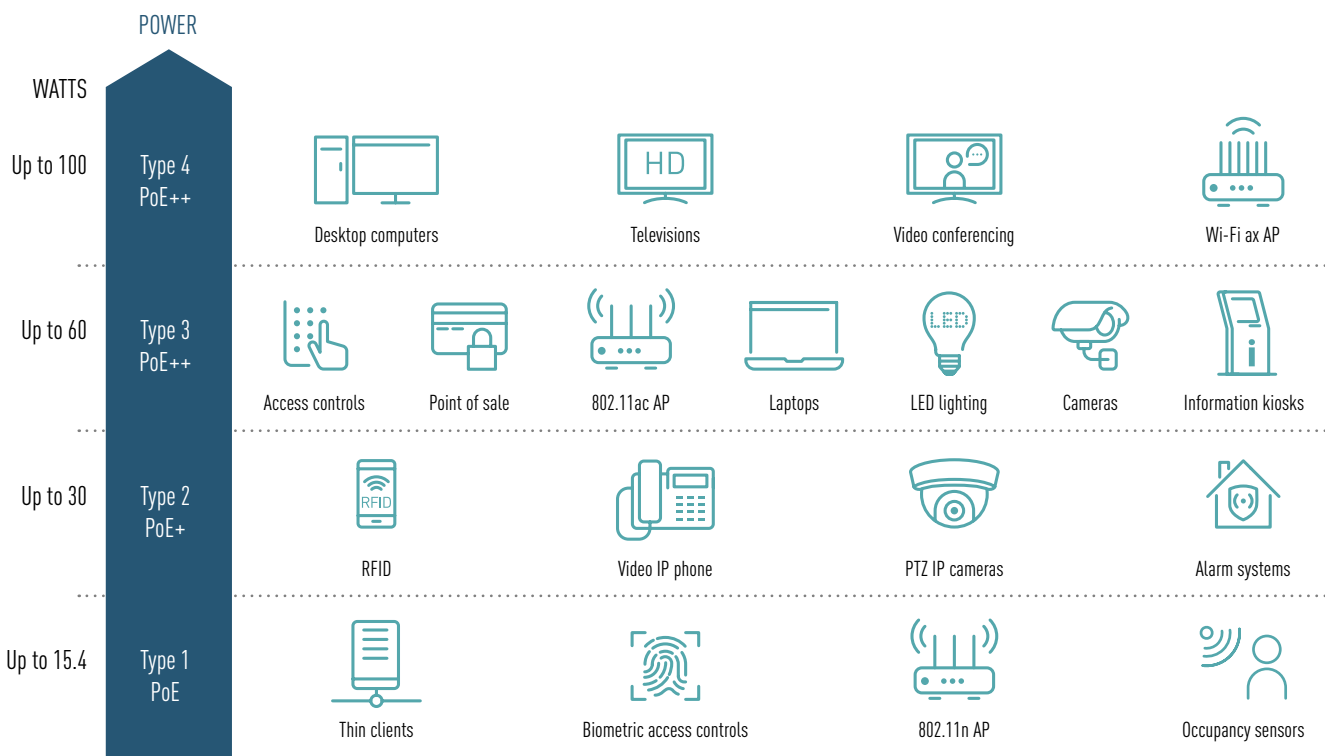 POWER
WATTS
Up to 100
Type 4
PoE++
HD
Desktop computers
Televisions
Video conferencing
Wi-Fi ax AP
Up to 60
Type 3
PoE++
LED
Access controls
Point of sale
802.11ac AP
Laptops
LED lighting
Cameras
Information kiosks
Up to 30
Type 2
PoE+
RFID
RFID
Video IP phone
PTZ IP cameras
Alarm systems
Up to 15.4
Type 1
PoE
Thin clients
Biometric access controls
802.11n AP
Occupancy sensors